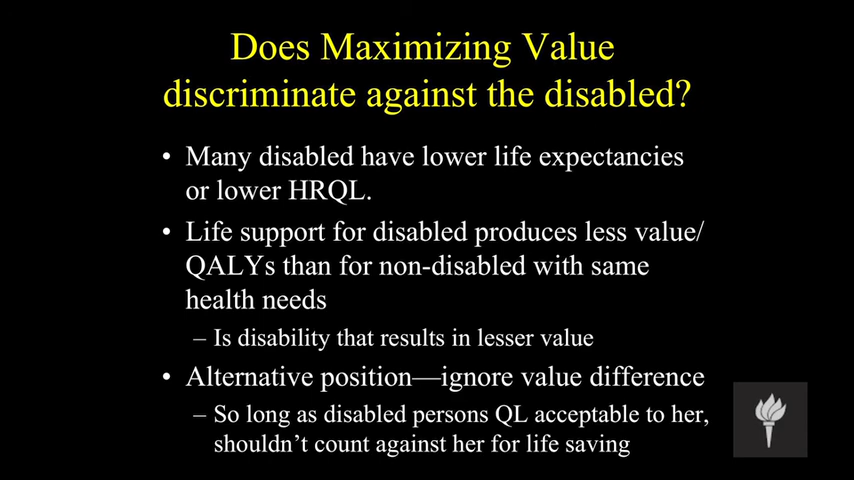 Does Maximizing Value
discriminate against the disabled?
• Many disabled have lower life expectancies
or lower HRQL.
• Life support for disabled produces less value/
QALYs than for non-disabled with same
health needs
– Is disability that results in lesser value
• Alternative position—ignore value difference
– So long as disabled persons QL acceptable to her,
shouldn't count against her for life saving